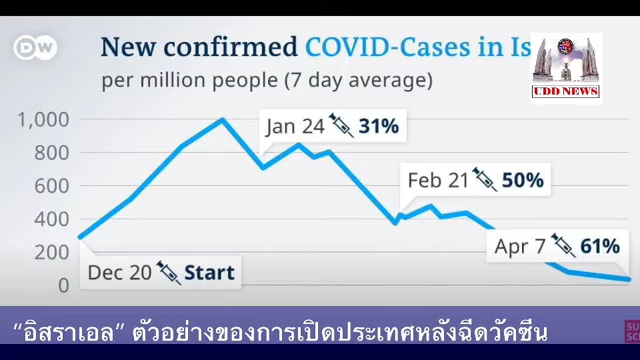 DW
New confirmed COVID-Cases in Is
per million people (7 day average)
UDD NEWS
1,000
800
600
400
200
0
Jan 24 31%
Feb 21 50%
Apr 7 61%
Dec 20 Start
“อิสราเอล” ตัวอย่างของการเปิดประเทศหลังฉีดวัคซีน
SU
SC